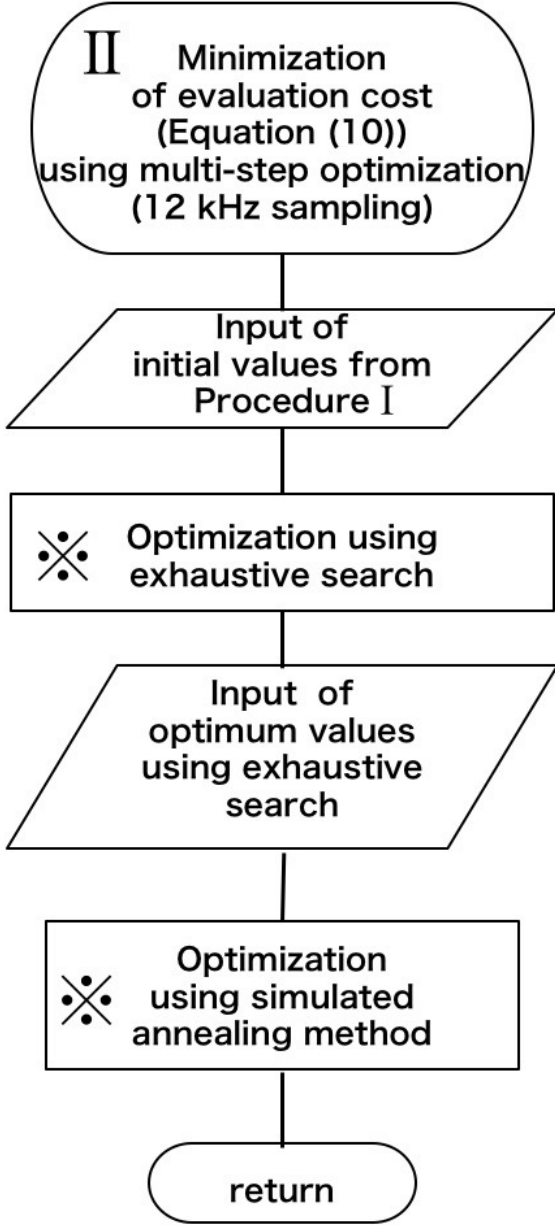 Ⅱ Minimization
of evaluation cost
(Equation (10))
using multi-step optimization
(12 kHz sampling)
Input of
initial values from
Procedure Ⅰ
※ Optimization using
exhaustive search
Input of
optimum values
using exhaustive
search
Optimization
※ using simulated
annealing method
return